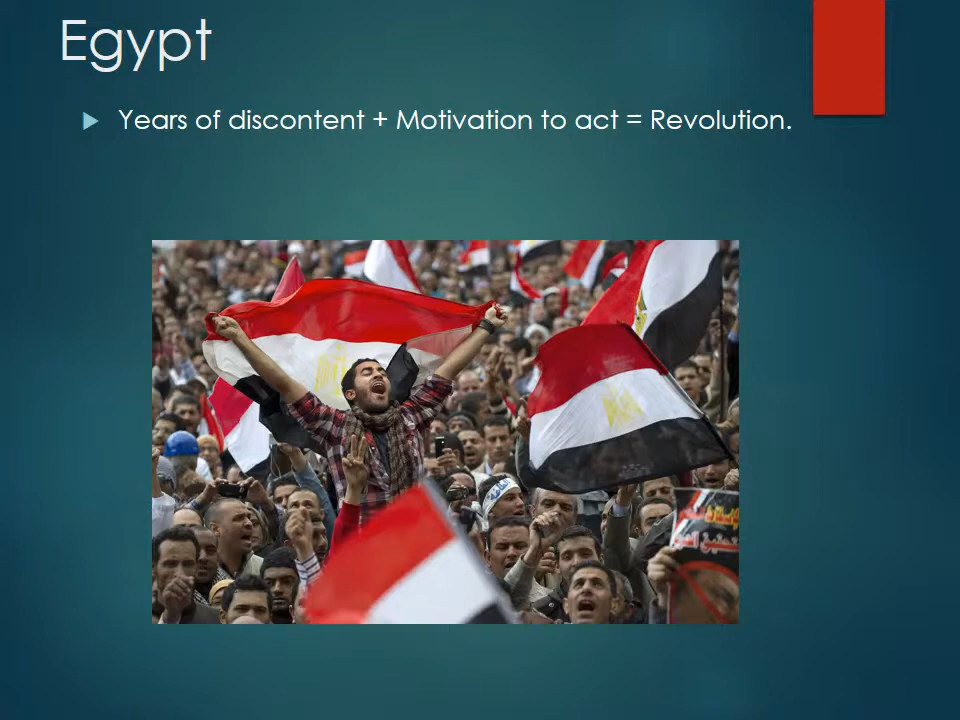 Egypt
Years of discontent + Motivation to act = Revolution.